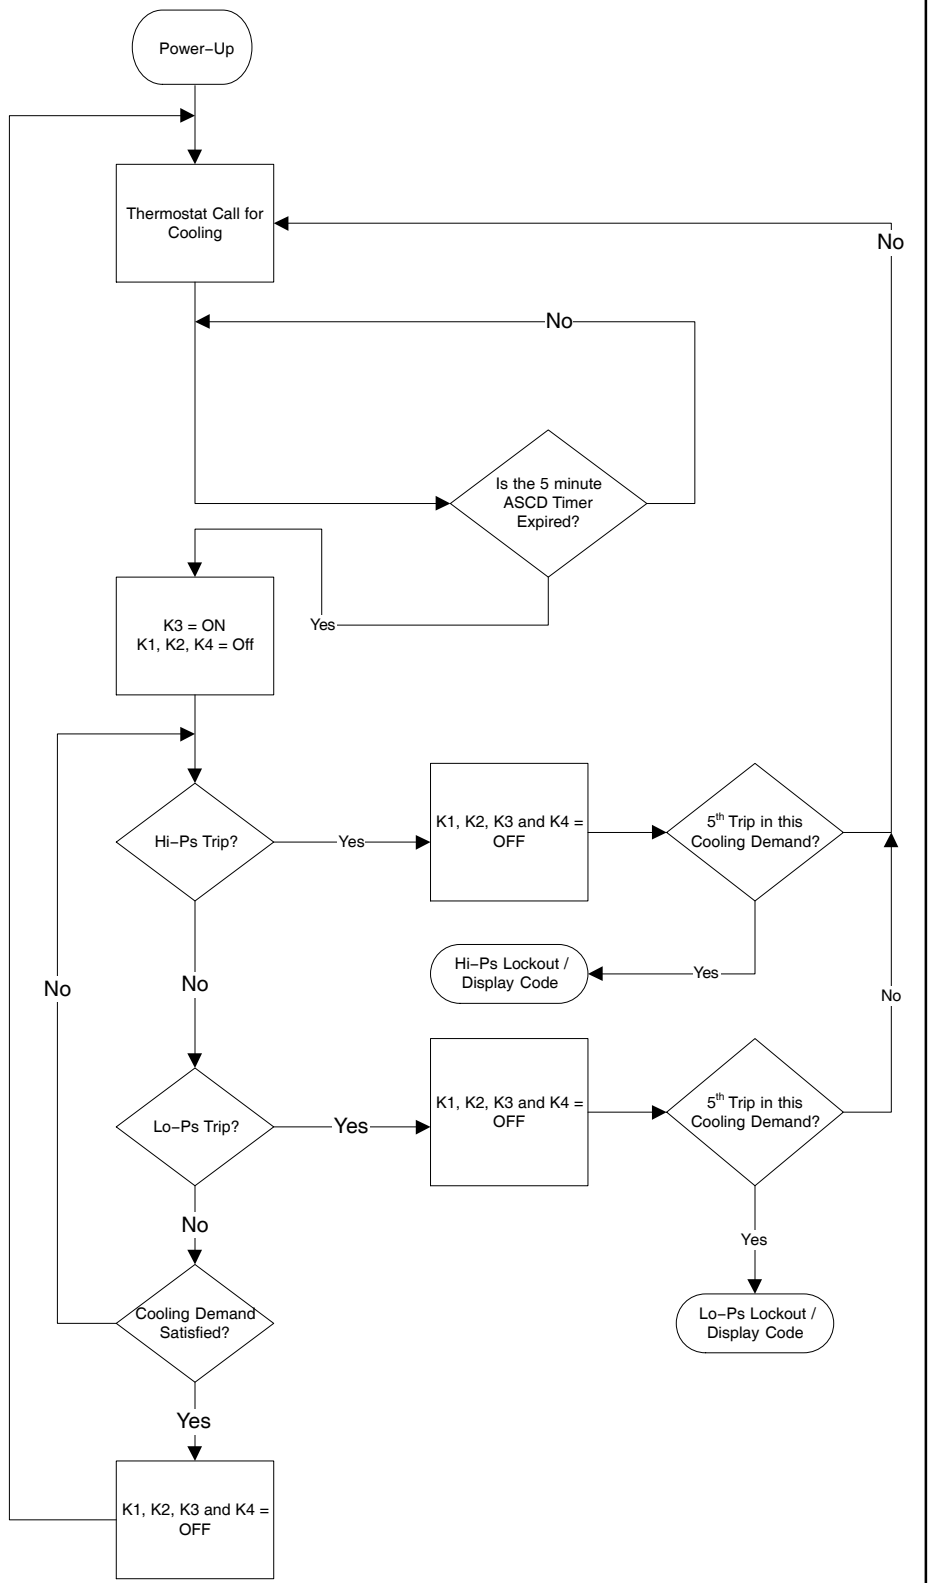 Power–Up
Thermostat Call for
Cooling
No
No
Is the 5 minute
ASCD Timer
Expired?
Yes
K3 = ON
K1, K2, K4 = Off
Hi–Ps Trip?
Yes
K1, K2, K3 and K4 =
OFF
5th Trip in this
Cooling Demand?
Hi–Ps Lockout /
Display Code
Yes
No
No
No
Lo–Ps Trip?
Yes
K1, K2, K3 and K4 =
OFF
5th Trip in this
Cooling Demand?
No
Yes
Cooling Demand
Satisfied?
Lo–Ps Lockout /
Display Code
Yes
K1, K2, K3 and K4 =
OFF